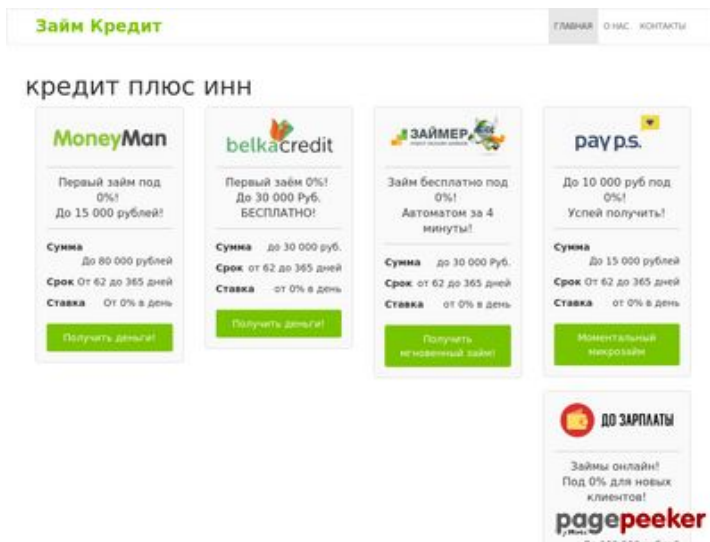 Займ Кредит
ГЛАВНАЯ О НАС. КОНТАКТЫ
кредит плюс инн
MoneyMan
Первый займ под
0%!
До 15 000 рублей!
Сумма
До 80 000 рублей
Срок От 62 до 365 дней
Ставка От 0% в день
Получить деньги!
belkacredit
Первый заём 0%!
До 30 000 Руб.
БЕСПЛАТНО!
Сумма до 30 000 руб.
Срок от 62 до 365 дней
Ставка от 0% в день
Получить деньги!
ЗАЙМЕР
Займ бесплатно под
0%!
Автоматом за 4
минуты!
Сумма до 30 000 Руб.
Срок от 62 до 365 дней
Ставка от 0% в день
Получить
мгновенный займ!
pay p.s.
До 10 000 руб под
0%!
Успей получить!
Сумма
До 15 000 рублей
Срок От 62 до 365 дней
Ставка от 0% в день
Моментальный
микрозайм
ДО ЗАРПЛАТЫ
Займы онлайн!
Под 0% для новых
клиентов!
pagepeeker